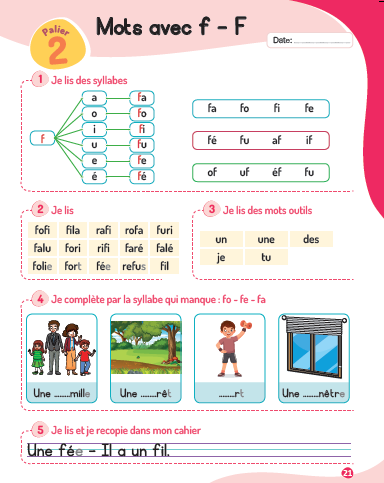 Palier
2
Mots avec f - F
Date:
1 Je lis des syllabes
f
a fa
o fo
i fi
u fu
e fe
é fé
fa fo fi fe
fé fu af if
of uf éf fu
2 Je lis
fofi fila rafi rofa furi
falu fori rifi faré falé
folie fort fée refus fil
3 Je lis des mots outils
un une des
je tu
4 Je complète par la syllabe qui manque : fo - fe - fa
Une ........mille
Une ........rêt
........rt
Une ........nêtre
5 Je lis et je recopie dans mon cahier
Une fée - Il a un fil.
21